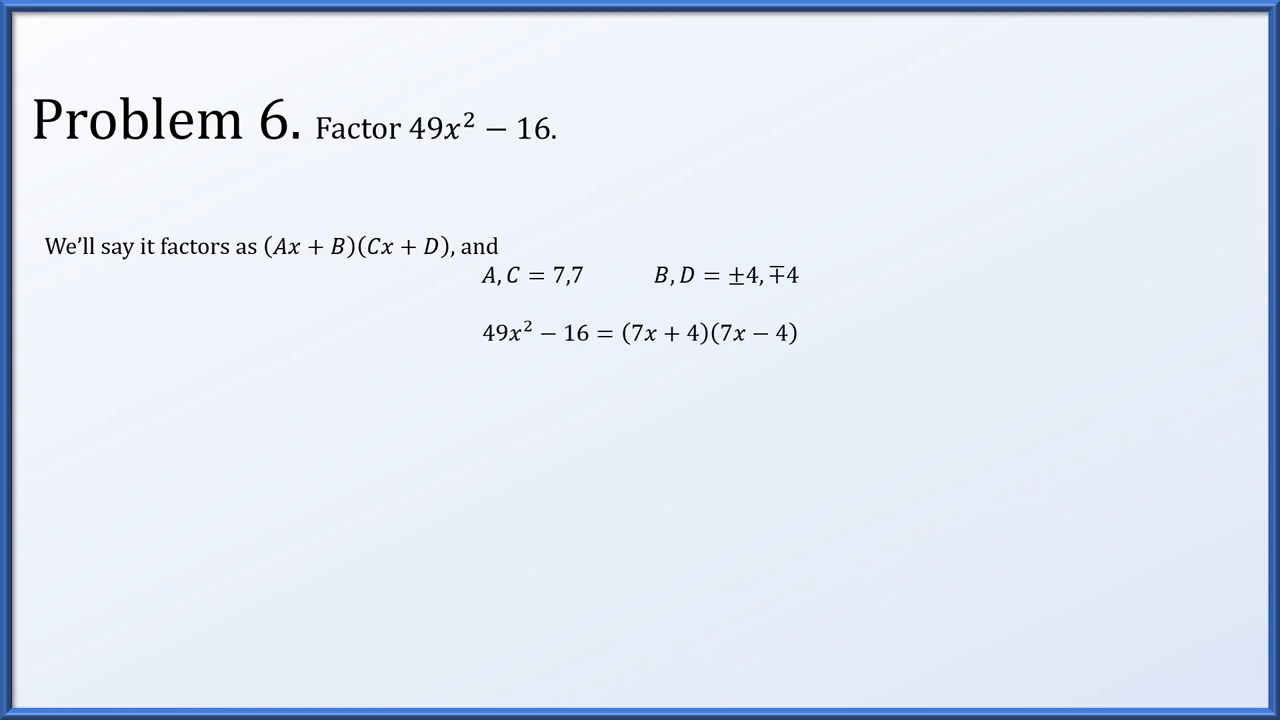 Problem 6. Factor 49𝑥² − 16.
We’ll say it factors as (𝐴𝑥 + 𝐵)(𝐶𝑥 + 𝐷), and
𝐴, 𝐶 = 7,7 𝐵, 𝐷 = ±4, ∓4
49𝑥² − 16 = (7𝑥 + 4)(7𝑥 − 4)